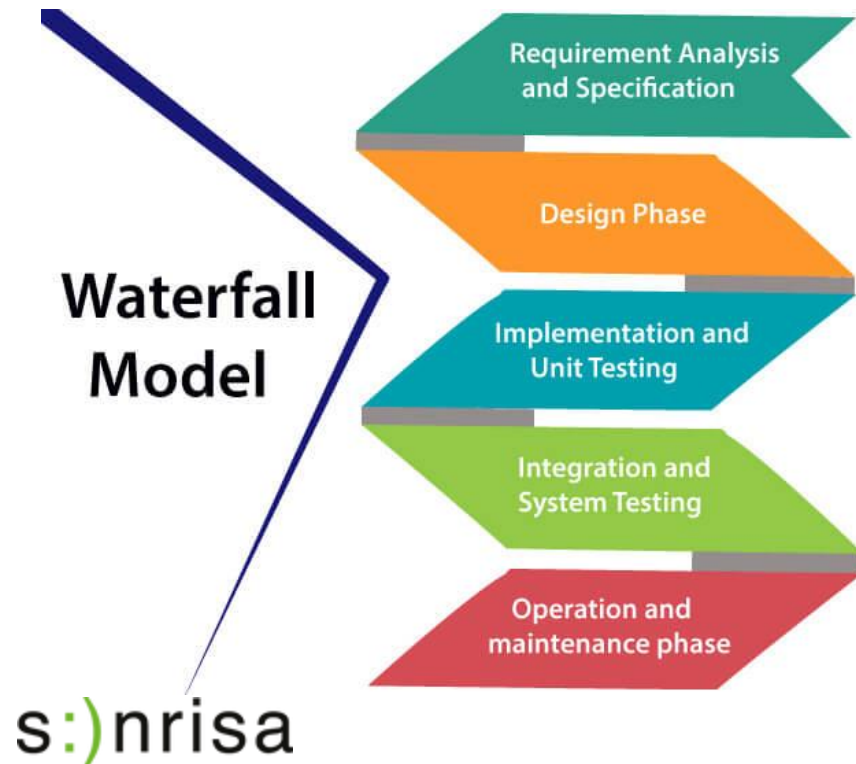 Waterfall
Model
Requirement Analysis
and Specification
Design Phase
Implementation and
Unit Testing
Integration and
System Testing
Operation and
maintenance phase
s:)nrisa